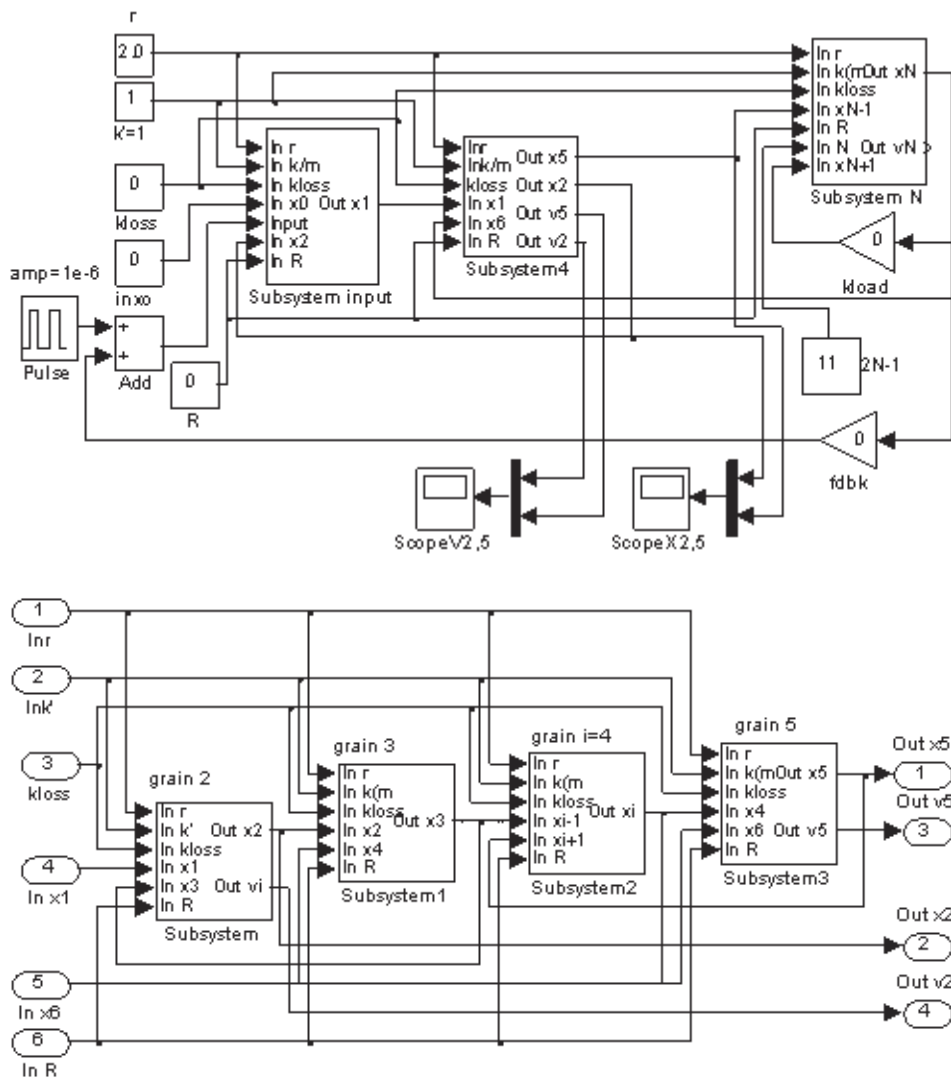 r
2.0
1
k'=1
0
kloss
0
inxo
amp=1e-6
Pulse
+
+
Add
0
R
In r
In k/m
In kloss
In x0 Out x1
Input
In x2
In R
Subsystem input
Inr
Ink/m
kloss
In x1
In x6
In R
Out x5
Out x2
Out v5
Out v2
Subsystem4
In r
In k(mOut xN
In kloss
In xN-1
In R
In N Out vN >
In xN+1
Subsystem N
0
kload
11
2N-1
0
fdbk
ScopeV2,5
ScopeX2,5
1
Inr
2
Ink'
3
kloss
4
In x1
5
In x6
6
In R
grain 2
In r
In k' Out x2
In kloss
In x1
In x3 Out vi
In R
Subsystem
grain 3
In r
In k(m
In kloss
In x2 Out x3
In x4
In R
Subsystem1
grain i=4
In r
In k(m
In kloss
In xi-1 Out xi
In xi+1
In R
Subsystem2
grain 5
In r
In k(mOut x5
In kloss
In x4
In x6 Out v5
In R
Subsystem3
Out x5
1
Out v5
3
Out x2
2
Out v2
4